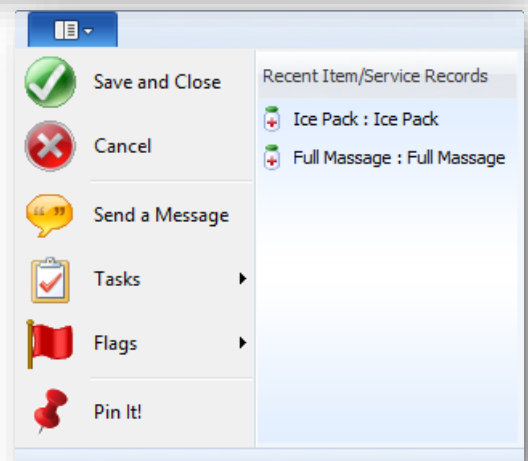 Save and Close
Cancel
Send a Message
Tasks
Flags
Pin It!
Recent Item/Service Records
Ice Pack : Ice Pack
Full Massage : Full Massage